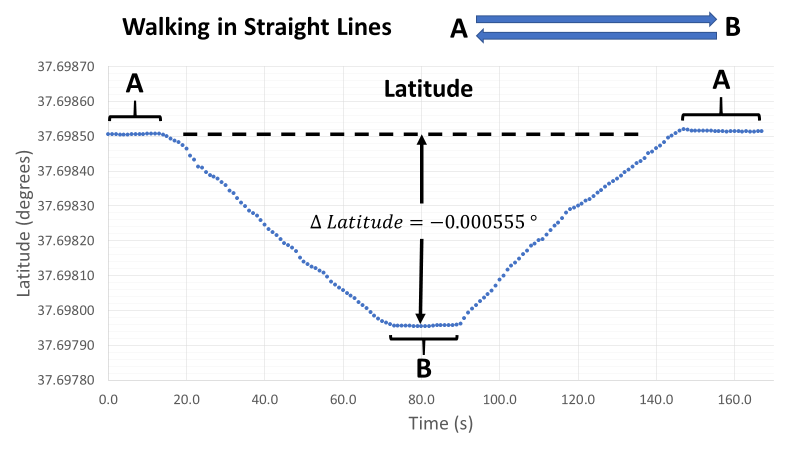 Walking in Straight Lines
A B
Latitude
A
A
Δ Latitude = −0.000555 °
B
Latitude (degrees)
37.69870
37.69860
37.69850
37.69840
37.69830
37.69820
37.69810
37.69800
37.69790
37.69780
0.0 20.0 40.0 60.0 80.0 100.0 120.0 140.0 160.0
Time (s)